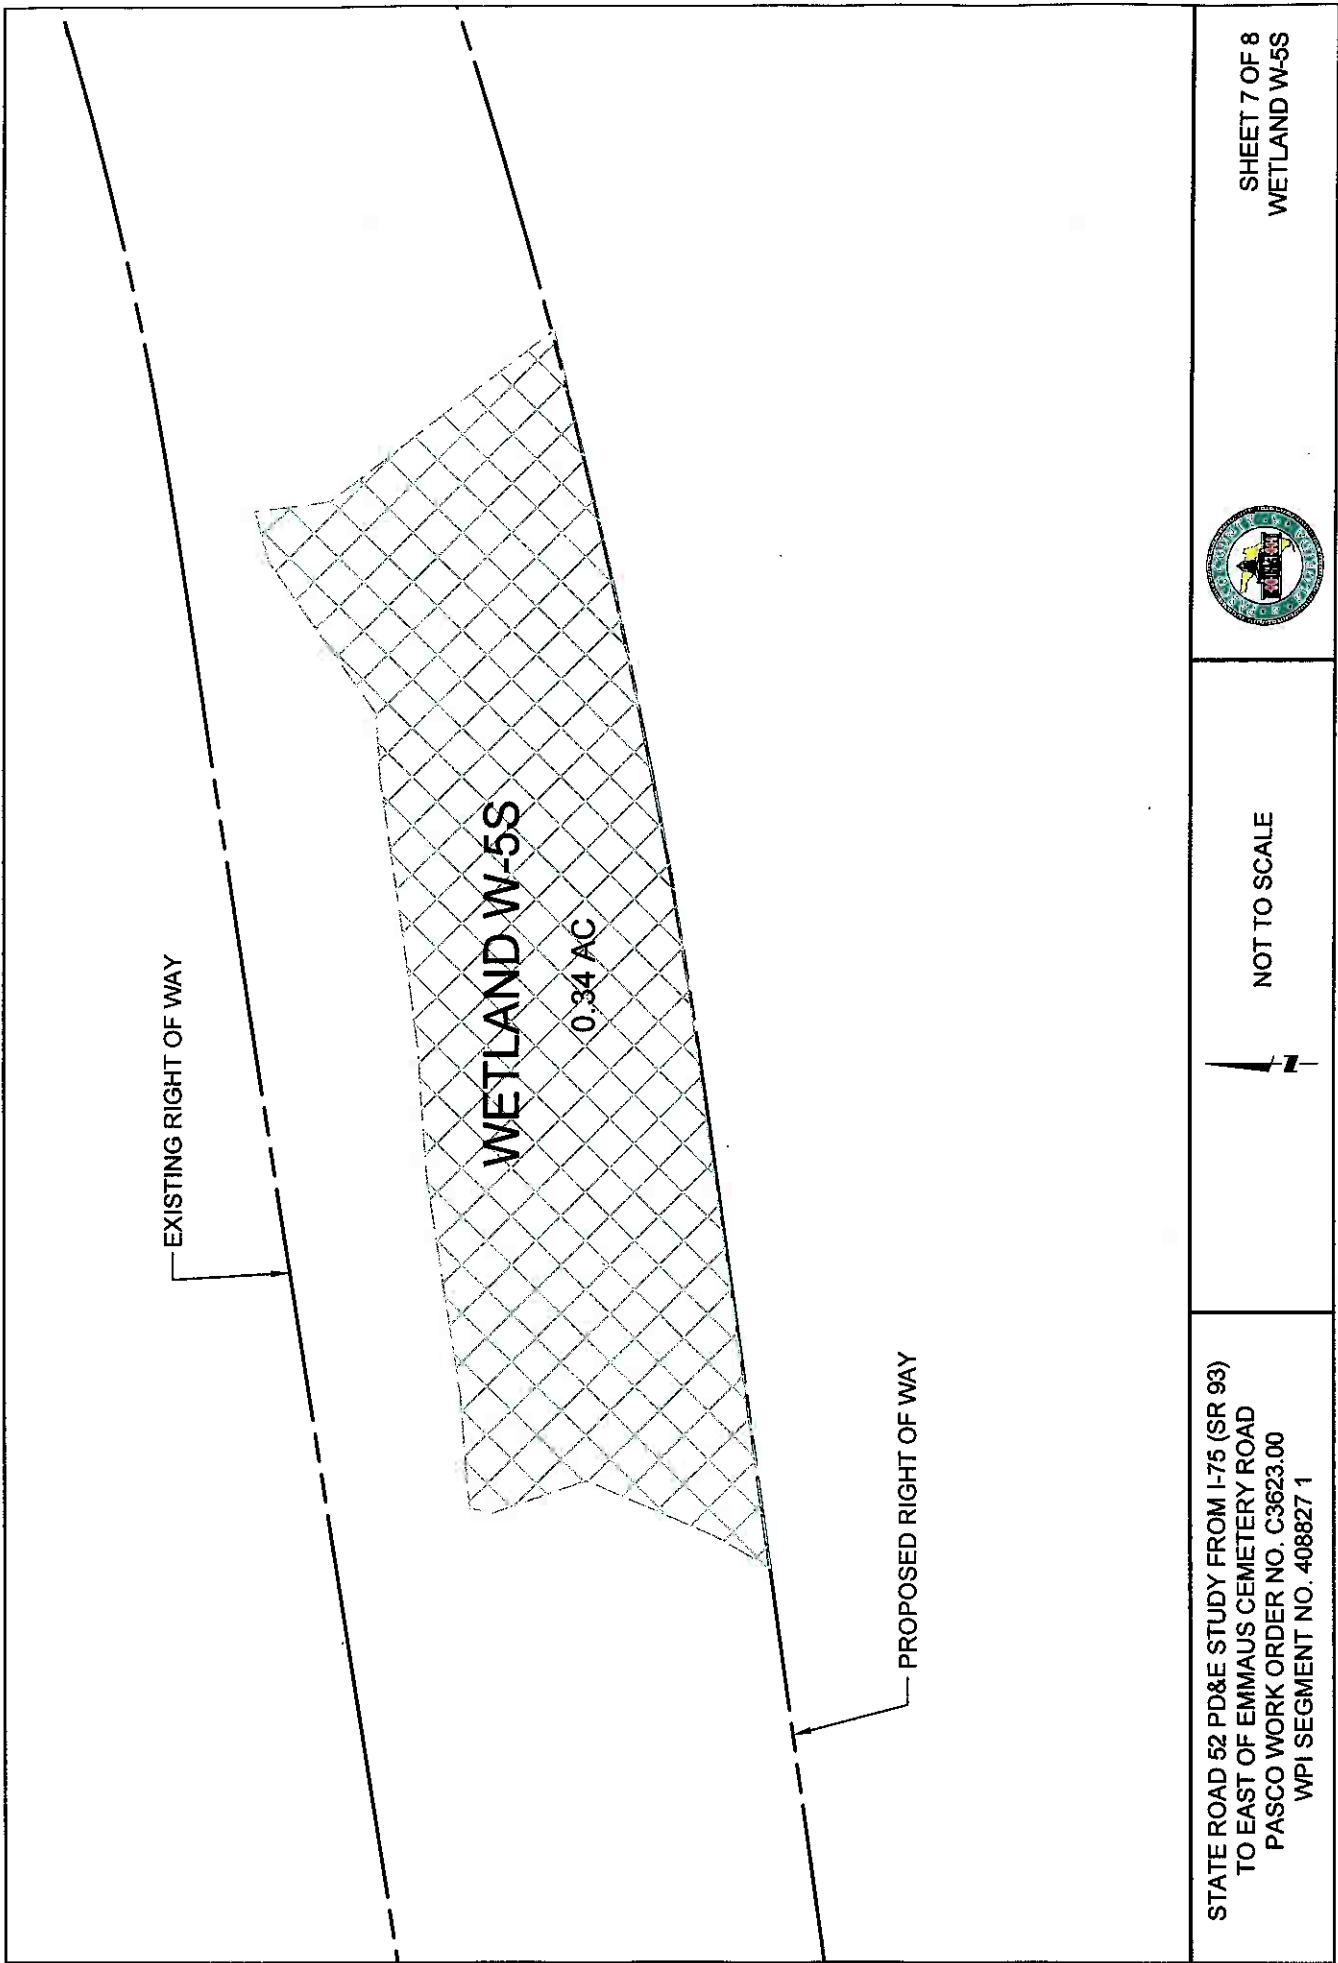 EXISTING RIGHT OF WAY
WETLAND W-5S
0.34 AC
PROPOSED RIGHT OF WAY
STATE ROAD 52 PD&E STUDY FROM I-75 (SR 93)
TO EAST OF EMMAUS CEMETERY ROAD
PASCO WORK ORDER NO. C3623.00
WPI SEGMENT NO. 408827 1
N
NOT TO SCALE
SHEET 7 OF 8
WETLAND W-5S